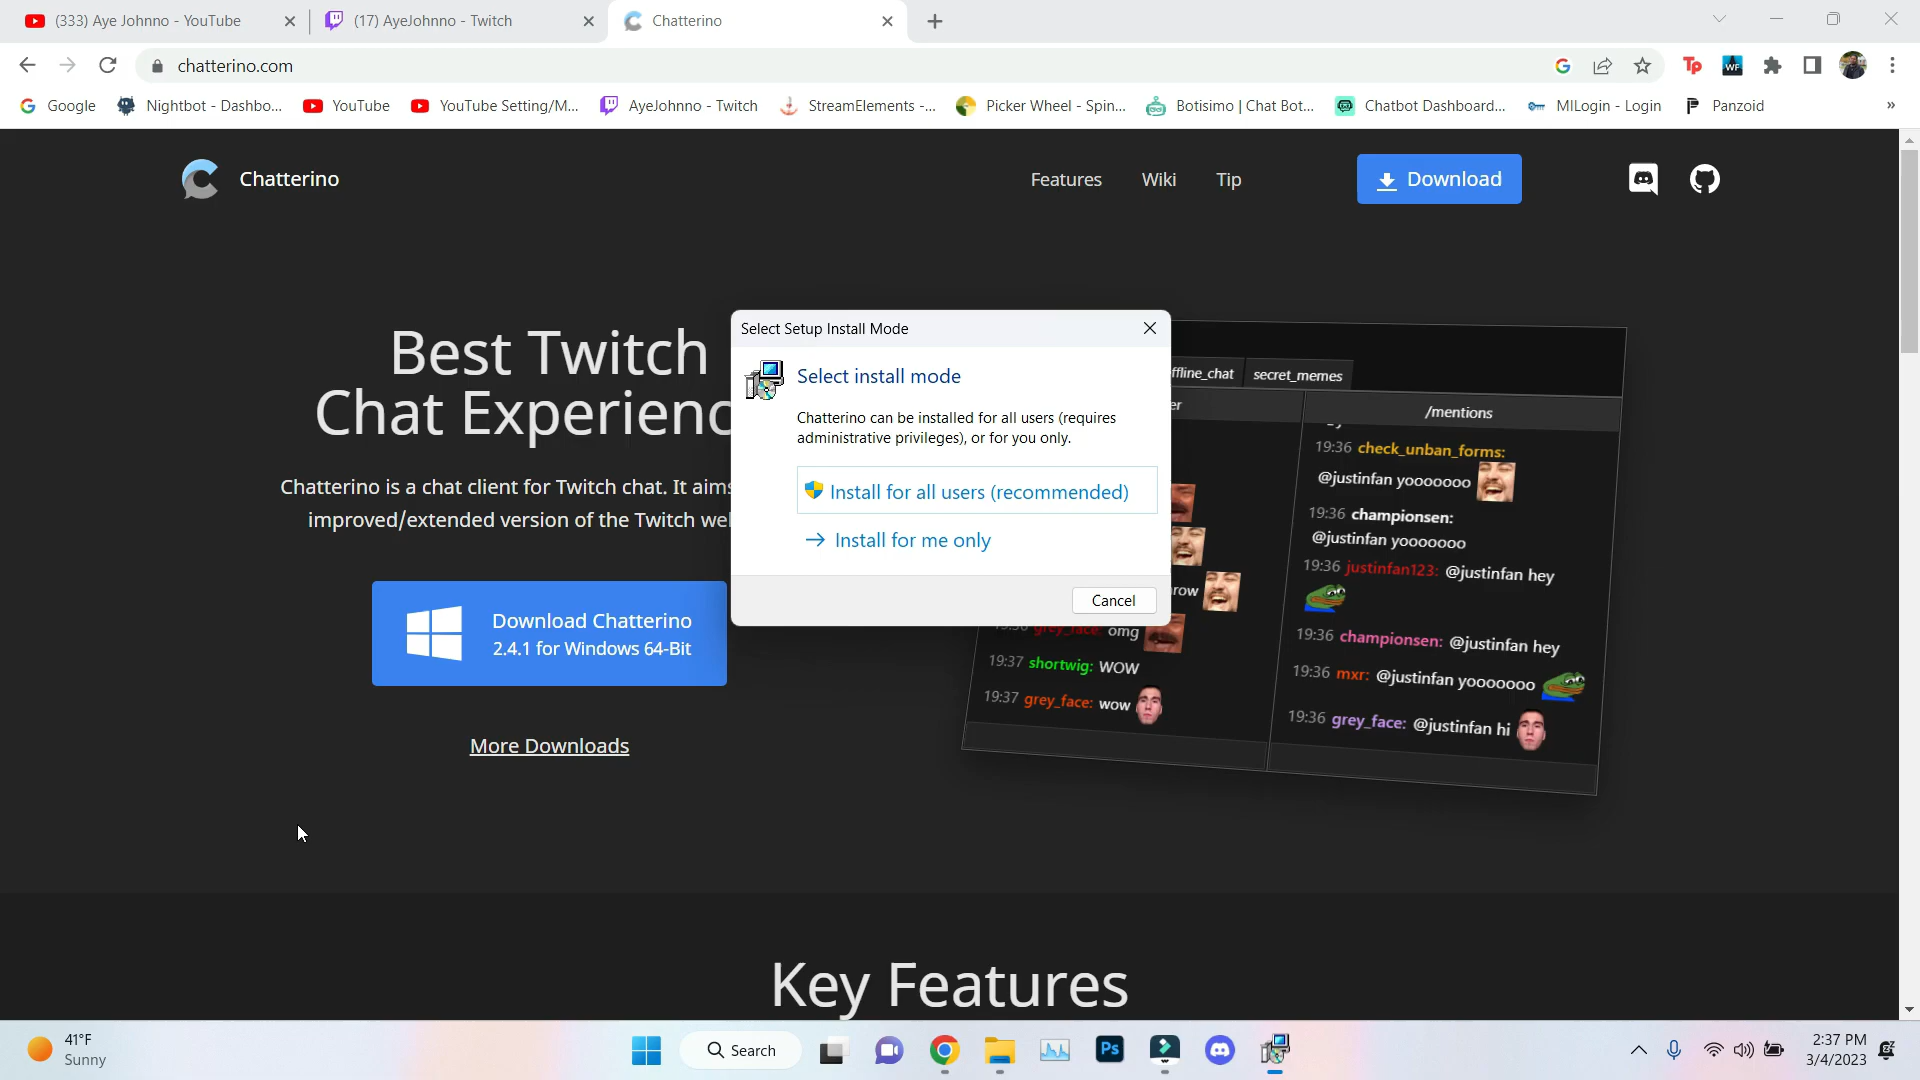 (333) Aye Johnno - YouTube
(17) AyeJohnno - Twitch
Chatterino
chatterino.com
Google
Nightbot - Dashbo...
YouTube
YouTube Setting/M...
AyeJohnno - Twitch
StreamElements -...
Picker Wheel - Spin...
Botisimo | Chat Bot...
Chatbot Dashboard...
MILogin - Login
Panzoid
Chatterino
Features
Wiki
Tip
Download
Best Twitch
Chat Experienc
Chatterino is a chat client for Twitch chat. It aims
improved/extended version of the Twitch we
Download Chatterino
2.4.1 for Windows 64-Bit
More Downloads
Select Setup Install Mode
Select install mode
Chatterino can be installed for all users (requires
administrative privileges), or for you only.
Install for all users (recommended)
Install for me only
Cancel
ffline_chat
secret_memes
er
/mentions
19:36 check_unban_forms:
@justinfan yooooooo
19:36 championsen:
@justinfan yooooooo
19:36 justinfan123: @justinfan hey
row
19:36 grey_face: omg
19:36 championsen: @justinfan hey
19:37 shortwig: WOW
19:36 mxr: @justinfan yooooooo
19:37 grey_face: wow
19:36 grey_face: @justinfan hi
Key Features
41°F
Sunny
Search
Ps
2:37 PM
3/4/2023